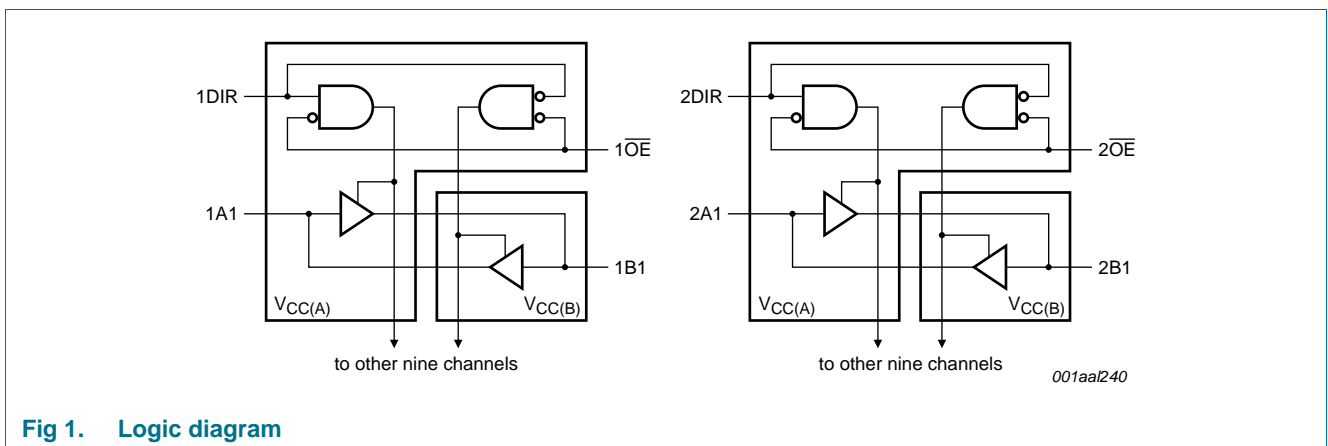 1DIR
1OE
1A1
1B1
VCC(A)
VCC(B)
to other nine channels
2DIR
2OE
2A1
2B1
VCC(A)
VCC(B)
to other nine channels
001aal240
Fig 1. Logic diagram